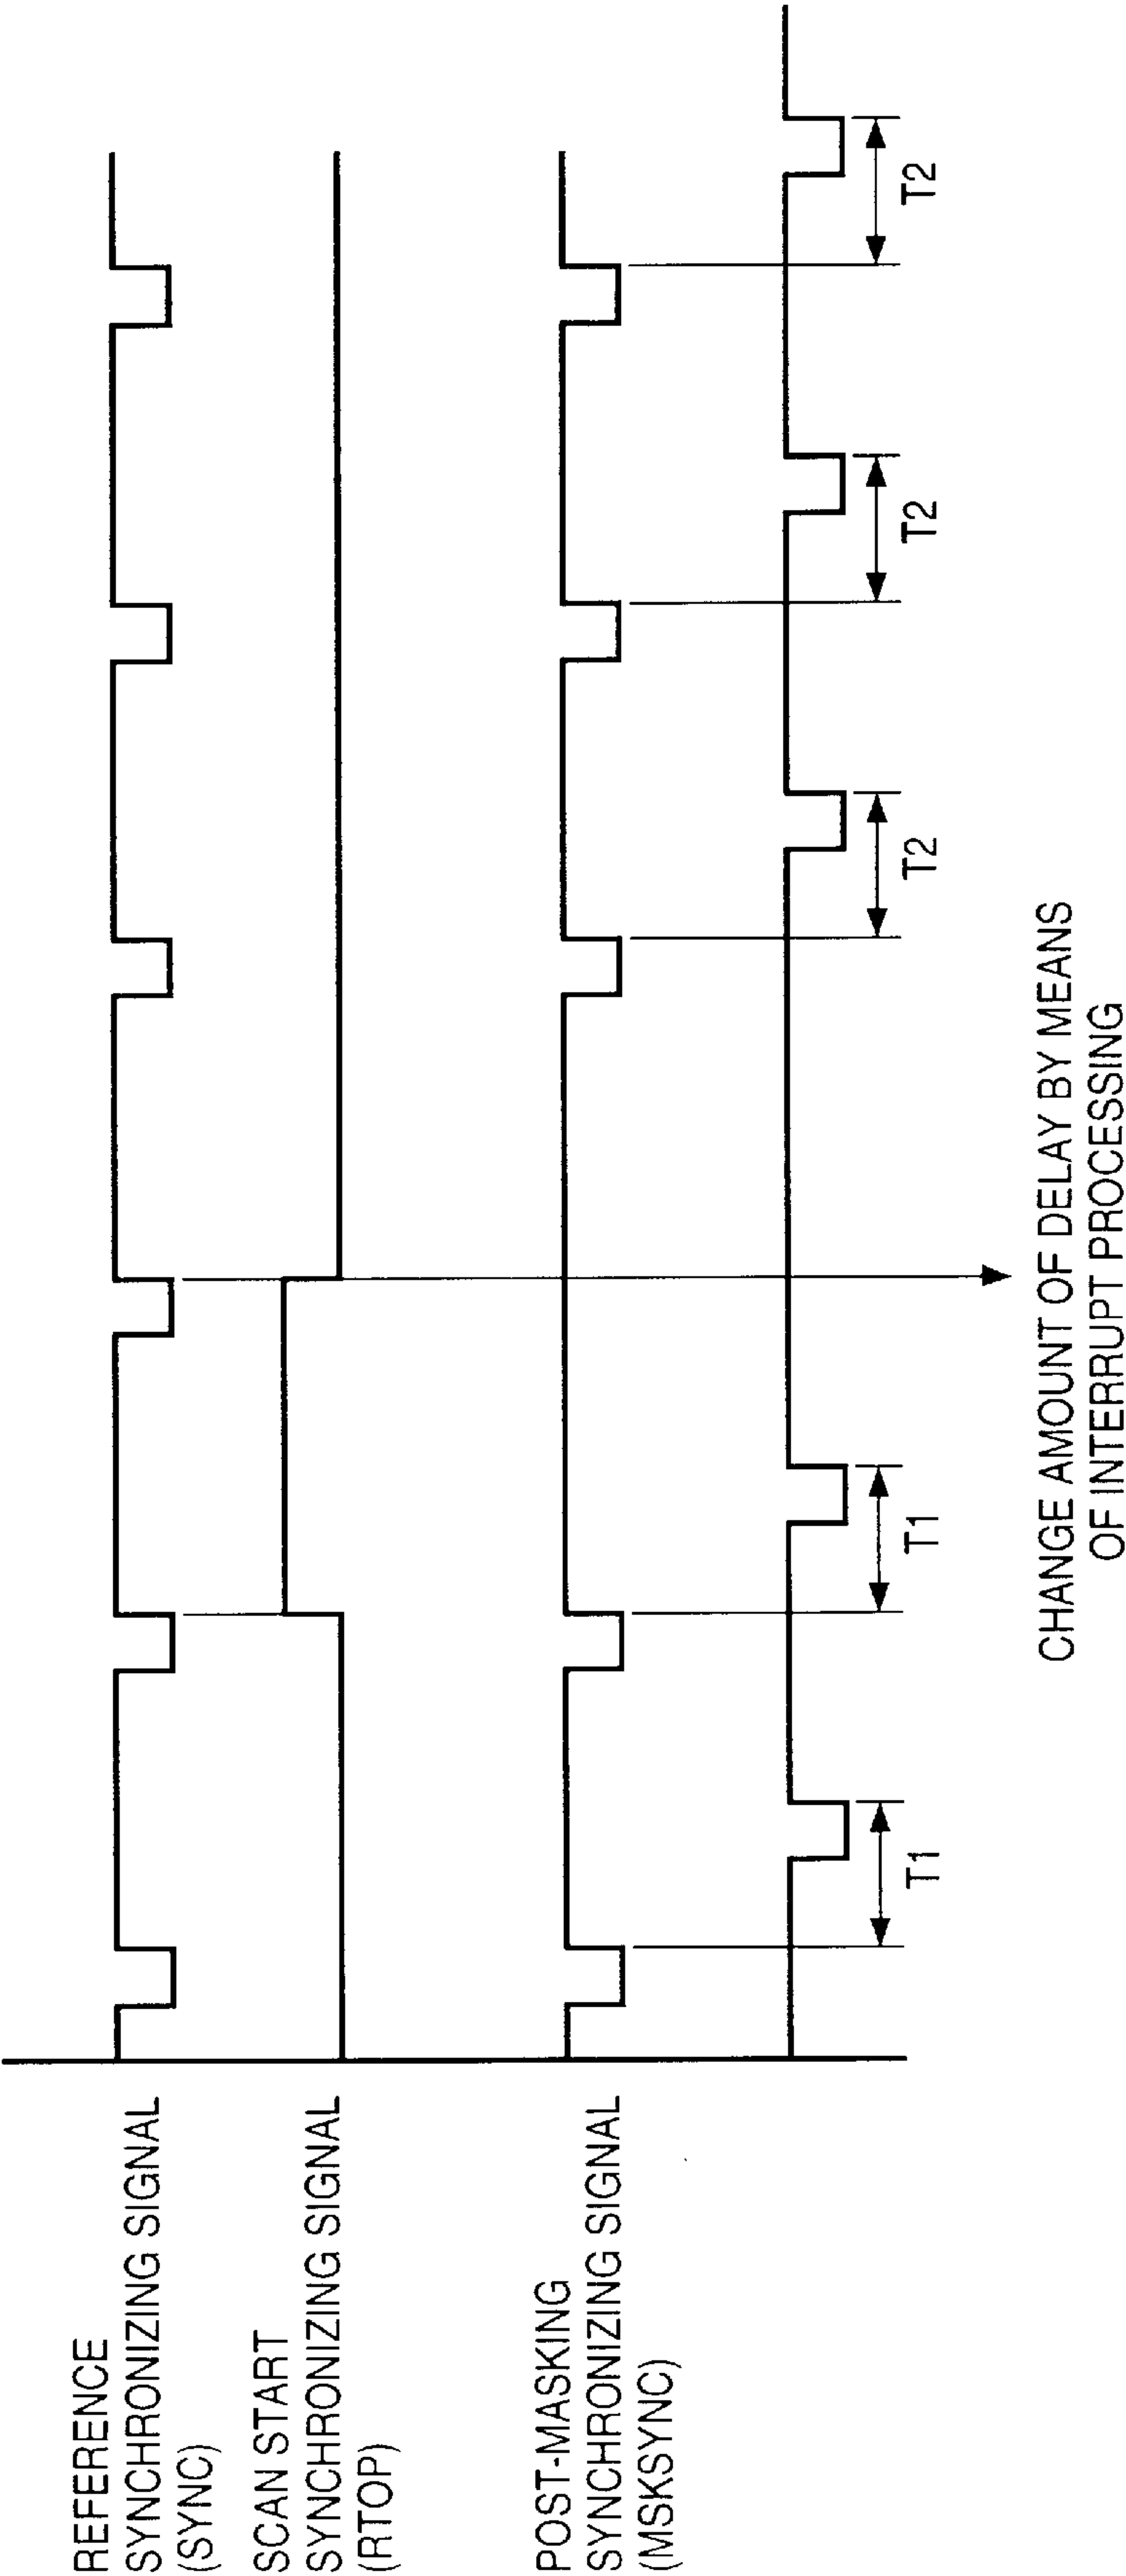 REFERENCE
SYNCHRONIZING SIGNAL
(SYNC)
SCAN START
SYNCHRONIZING SIGNAL
(RTOP)
POST-MASKING
SYNCHRONIZING SIGNAL
(MSKSYNC)
T1
T1
T2
T2
T2
CHANGE AMOUNT OF DELAY BY MEANS
OF INTERRUPT PROCESSING